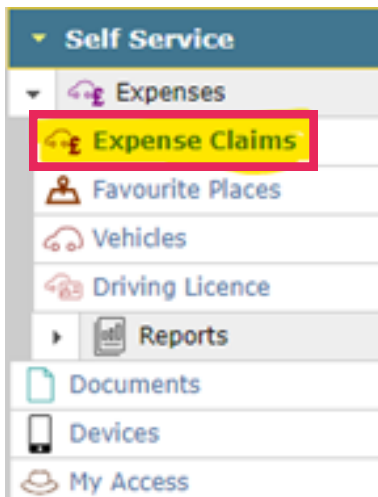 Self Service
Expenses
Expense Claims
Favourite Places
Vehicles
Driving Licence
Reports
Documents
Devices
My Access